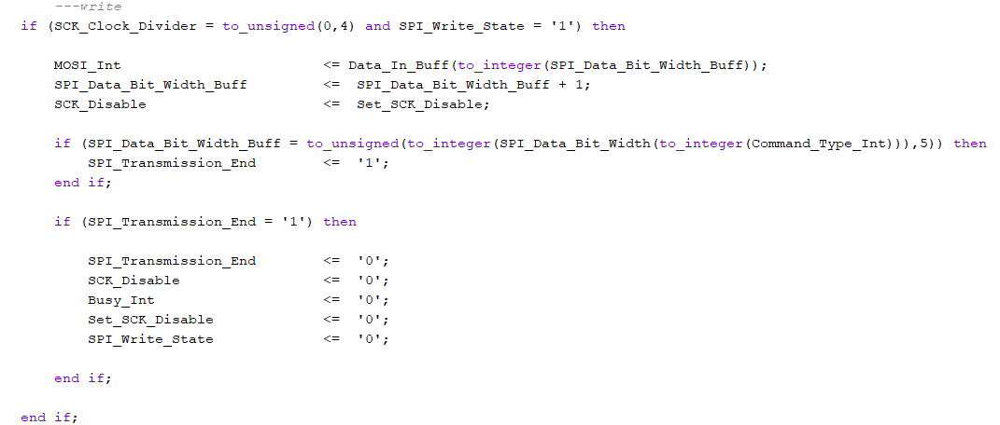 ---write
if (SCK_Clock_Divider = to_unsigned(0,4) and SPI_Write_State = '1') then
MOSI_Int <= Data_In_Buff(to_integer(SPI_Data_Bit_Width_Buff));
SPI_Data_Bit_Width_Buff <= SPI_Data_Bit_Width_Buff + 1;
SCK_Disable <= Set_SCK_Disable;
if (SPI_Data_Bit_Width_Buff = to_unsigned(to_integer(SPI_Data_Bit_Width(to_integer(Command_Type_Int))),5)) then
SPI_Transmission_End <= '1';
end if;
if (SPI_Transmission_End = '1') then
SPI_Transmission_End <= '0';
SCK_Disable <= '0';
Busy_Int <= '0';
Set_SCK_Disable <= '0';
SPI_Write_State <= '0';
end if;
end if;